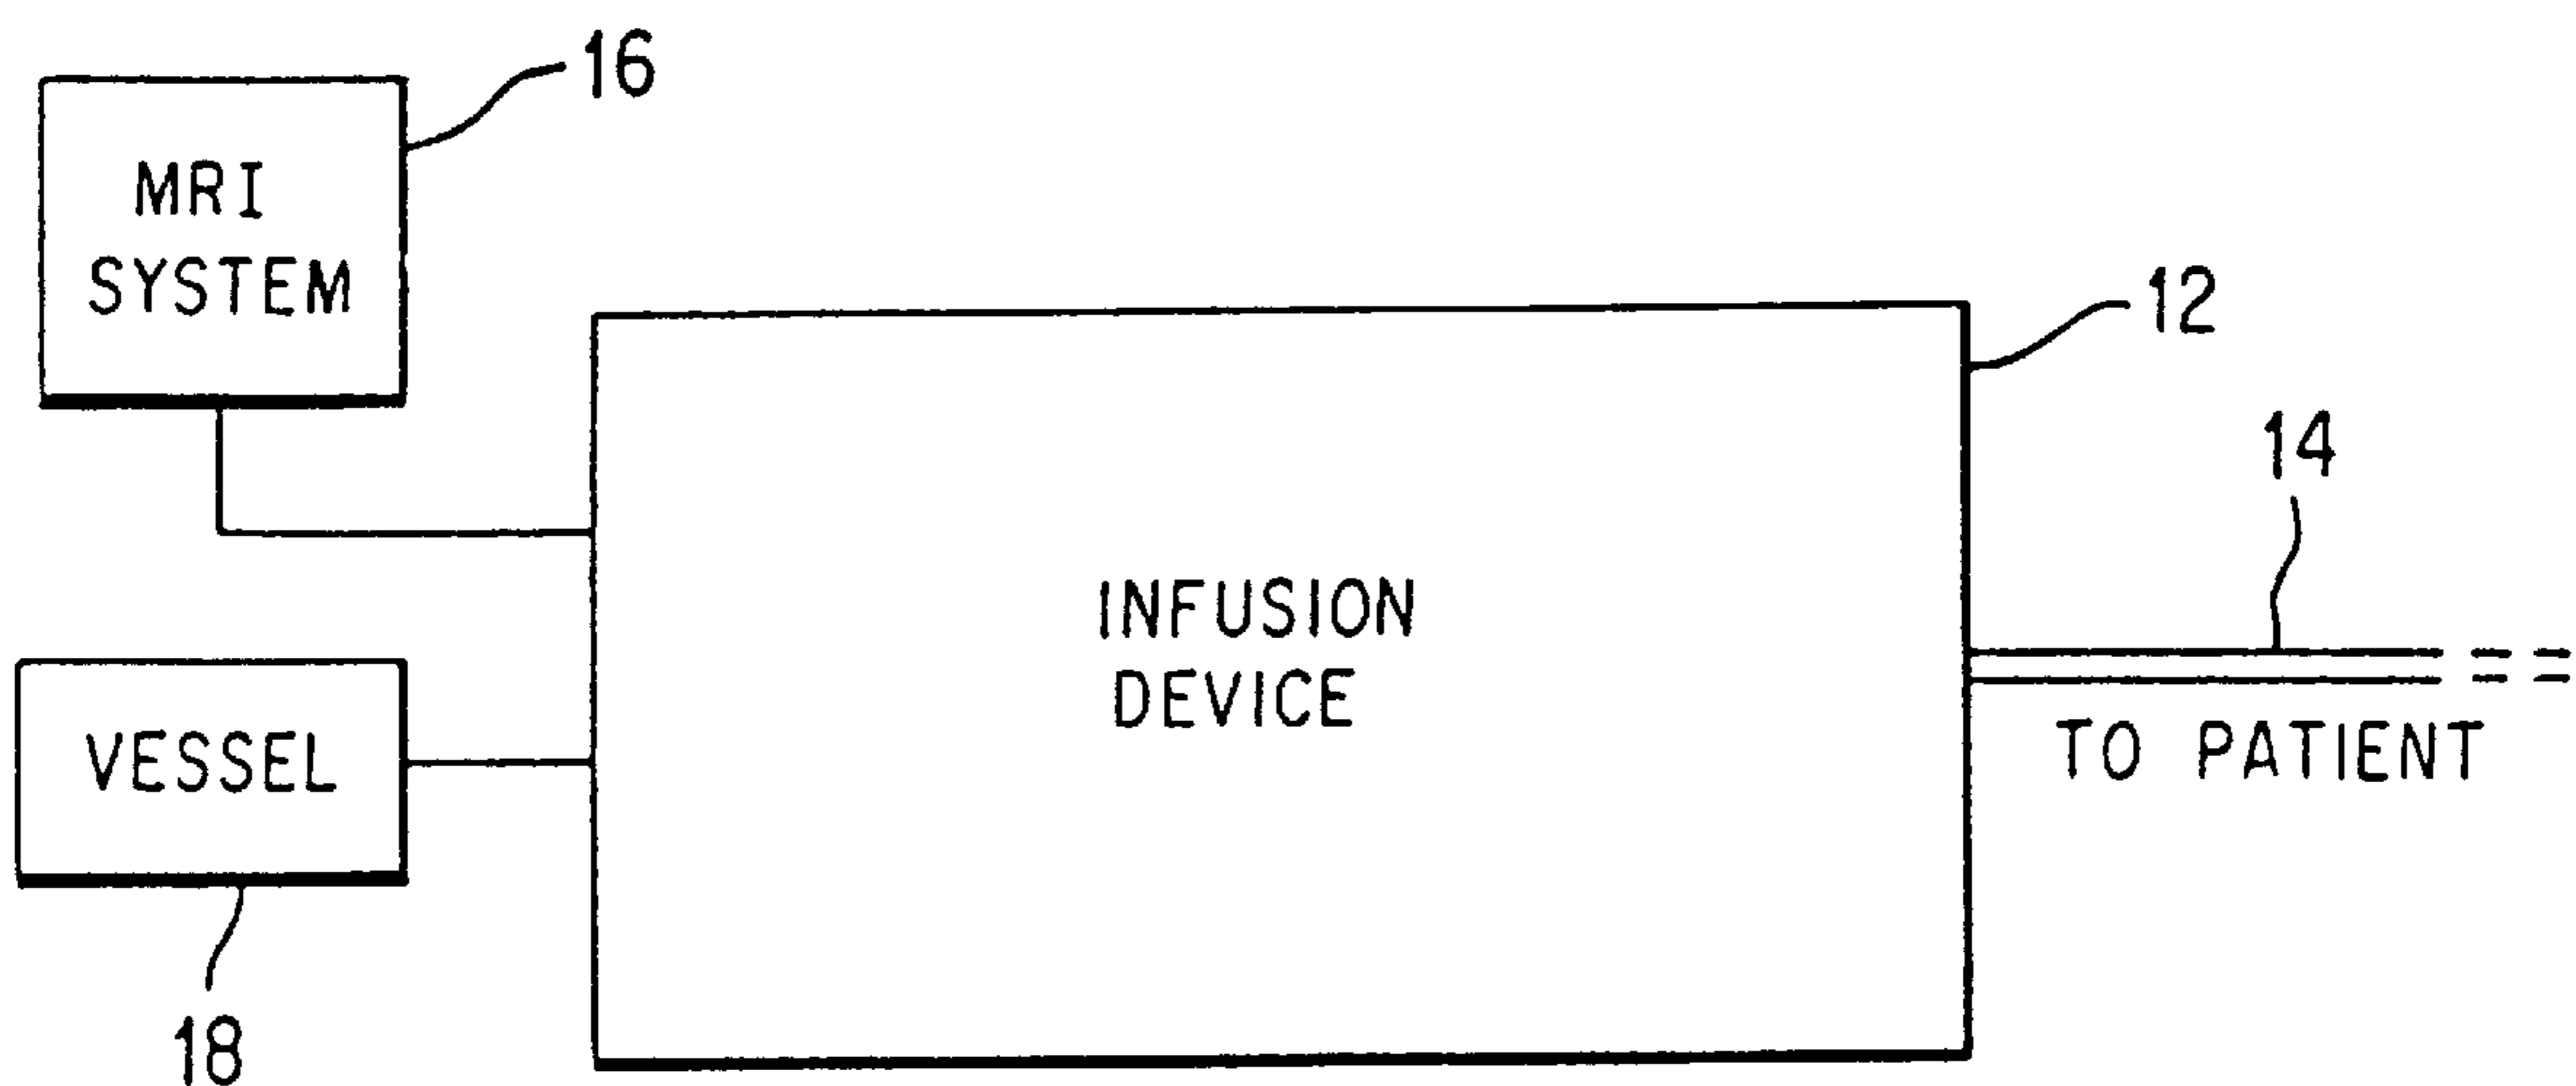 16
MRI
SYSTEM
12
14
INFUSION
DEVICE
VESSEL
TO PATIENT
18